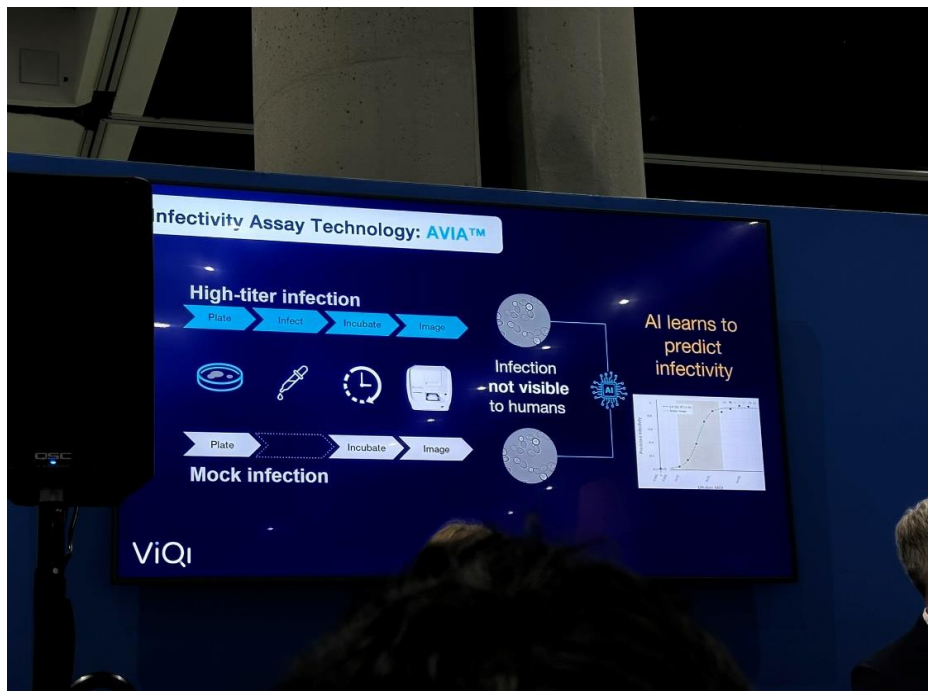 Infectivity Assay Technology: AVIA™
High-titer infection
Plate
Infect
Incubate
Image
Infection
not visible
to humans
AI
AI learns to
predict
infectivity
Plate
Incubate
Image
Mock infection
ViQi
QSC